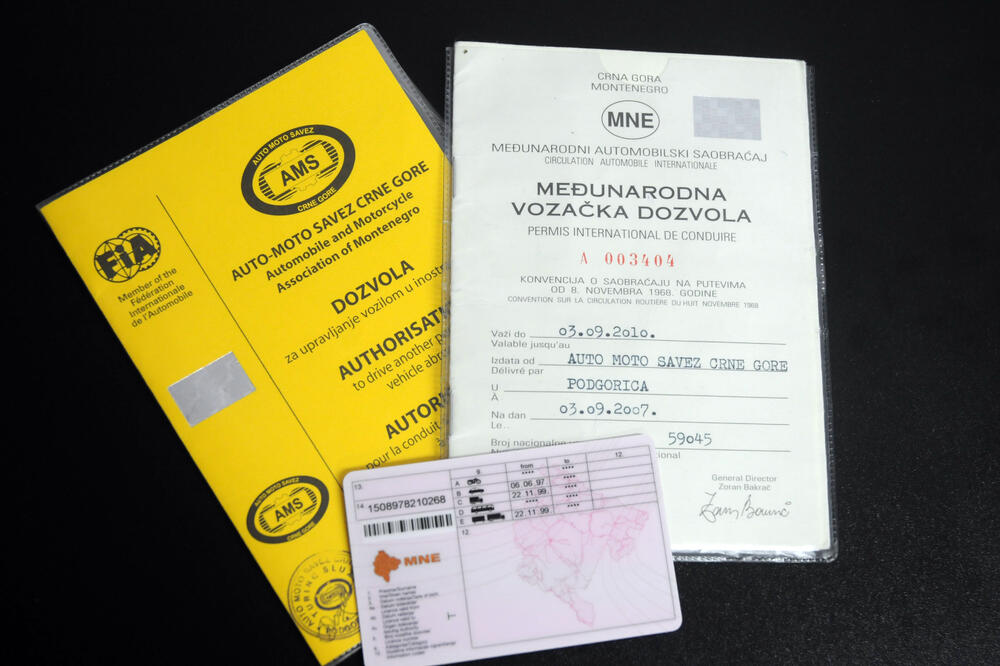 AUTO MOTO SAVEZ
AMS
CRNE GORE
AUTO-MOTO SAVEZ CRNE GORE
Automobile and Motorcycle
Association of Montenegro
FIA
Member of the
Fédération
Internationale
de l'Automobile
DOZVOLA
za upravljanje vozilom u inostr
AUTHORISATI
to drive another p
vehicle abr
AUTOR
pour la conduit
AUTO MOTO SAVEZ
AMS
CRNE GORE
CRNA GORA
MONTENEGRO
MNE
MEĐUNARODNI AUTOMOBILSKI SAOBRAĆAJ
CIRCULATION AUTOMOBILE INTERNATIONALE
MEĐUNARODNA
VOZAČKA DOZVOLA
PERMIS INTERNATIONAL DE CONDUIRE
A 003404
KONVENCIJA O SAOBRAĆAJU NA PUTEVIMA
OD 8. NOVEMBRA 1968. GODINE
CONVENTION SUR LA CIRCULATION ROUTIÈRE DU HUIT NOVEMBRE 1968
Važi do 03.09.2010.
Valable jusqu'au
Izdata od AUTO MOTO SAVEZ CRNE GORE
Délivré par
U PODGORICA
À
Na dan 03.09.2007.
Le..
Broj nacionalne 59045
General Director
Zoran Bakrač
13.
9 from to 12.
14. 1508978210268
A **** ****
B 06.06.97 ****
C 22.11.99 ****
D **** ****
E 22.11.99 ****
12.
MNE